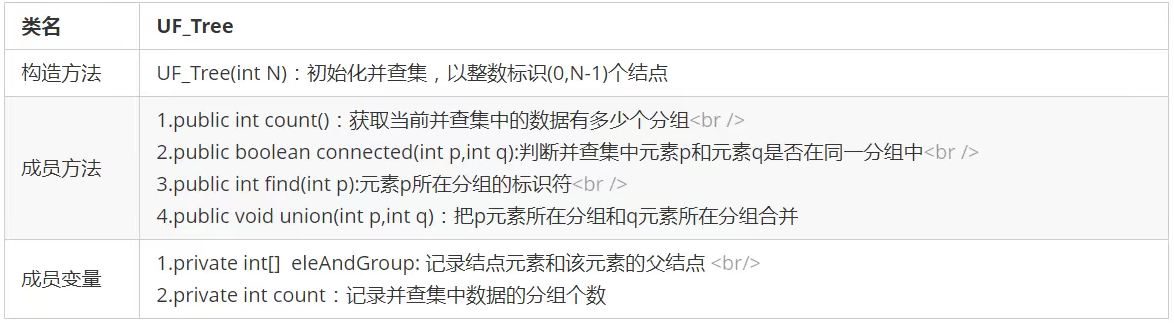 类名 UF_Tree
构造方法 UF_Tree(int N)：初始化并查集，以整数标识(0,N-1)个结点
成员方法
1.public int count()：获取当前并查集中的数据有多少个分组<br />
2.public boolean connected(int p,int q):判断并查集中元素p和元素q是否在同一分组中<br />
3.public int find(int p):元素p所在分组的标识符<br />
4.public void union(int p,int q)：把p元素所在分组和q元素所在分组合并
成员变量
1.private int[]  eleAndGroup: 记录结点元素和该元素的父结点 <br/>
2.private int count：记录并查集中数据的分组个数